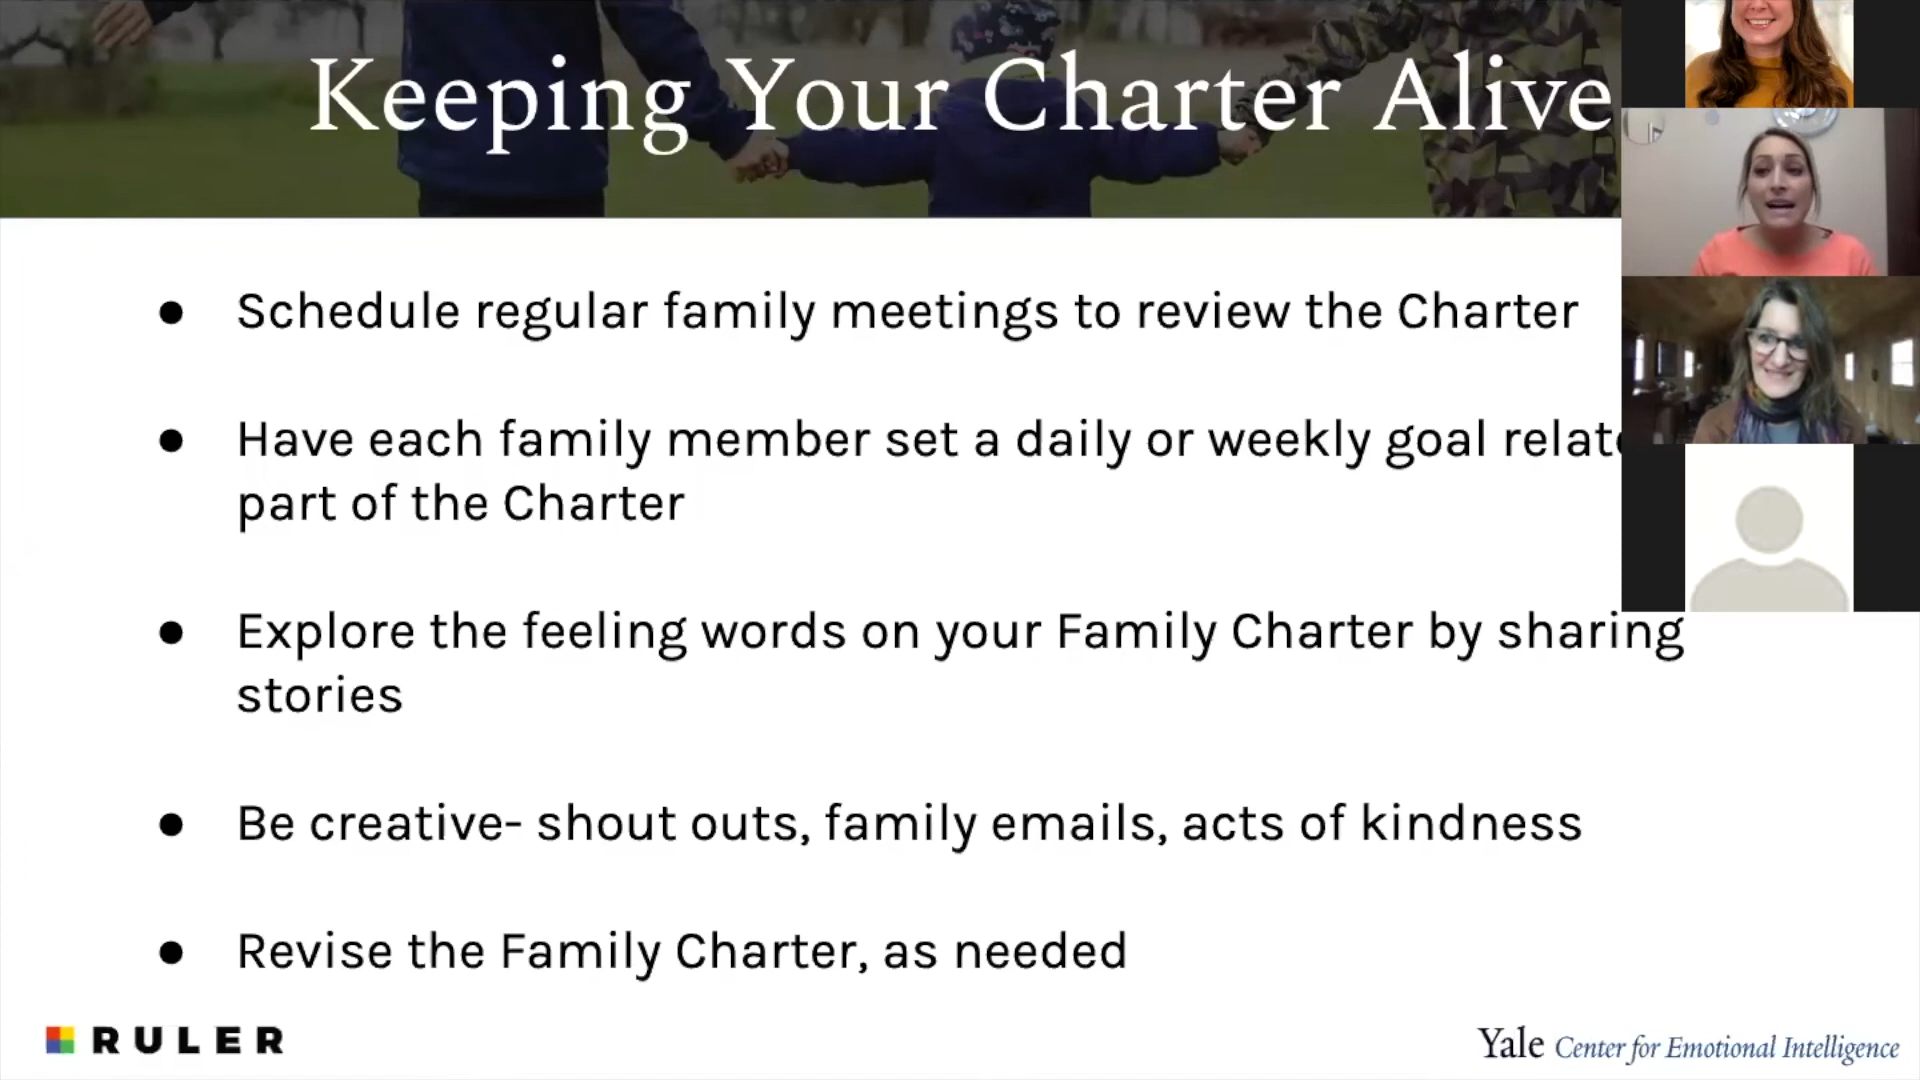 Keeping Your Charter Alive
● Schedule regular family meetings to review the Charter
● Have each family member set a daily or weekly goal
part of the Charter
● Explore the feeling words on your Family Charter by sharing
stories
● Be creative- shout outs, family emails, acts of kindness
● Revise the Family Charter, as needed
RULER
Yale Center for Emotional Intelligence